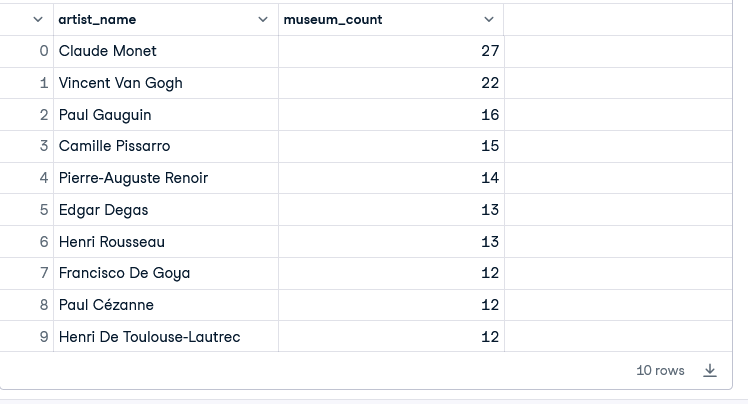 artist_name museum_count
0 Claude Monet 27
1 Vincent Van Gogh 22
2 Paul Gauguin 16
3 Camille Pissarro 15
4 Pierre-Auguste Renoir 14
5 Edgar Degas 13
6 Henri Rousseau 13
7 Francisco De Goya 12
8 Paul Cézanne 12
9 Henri De Toulouse-Lautrec 12
10 rows